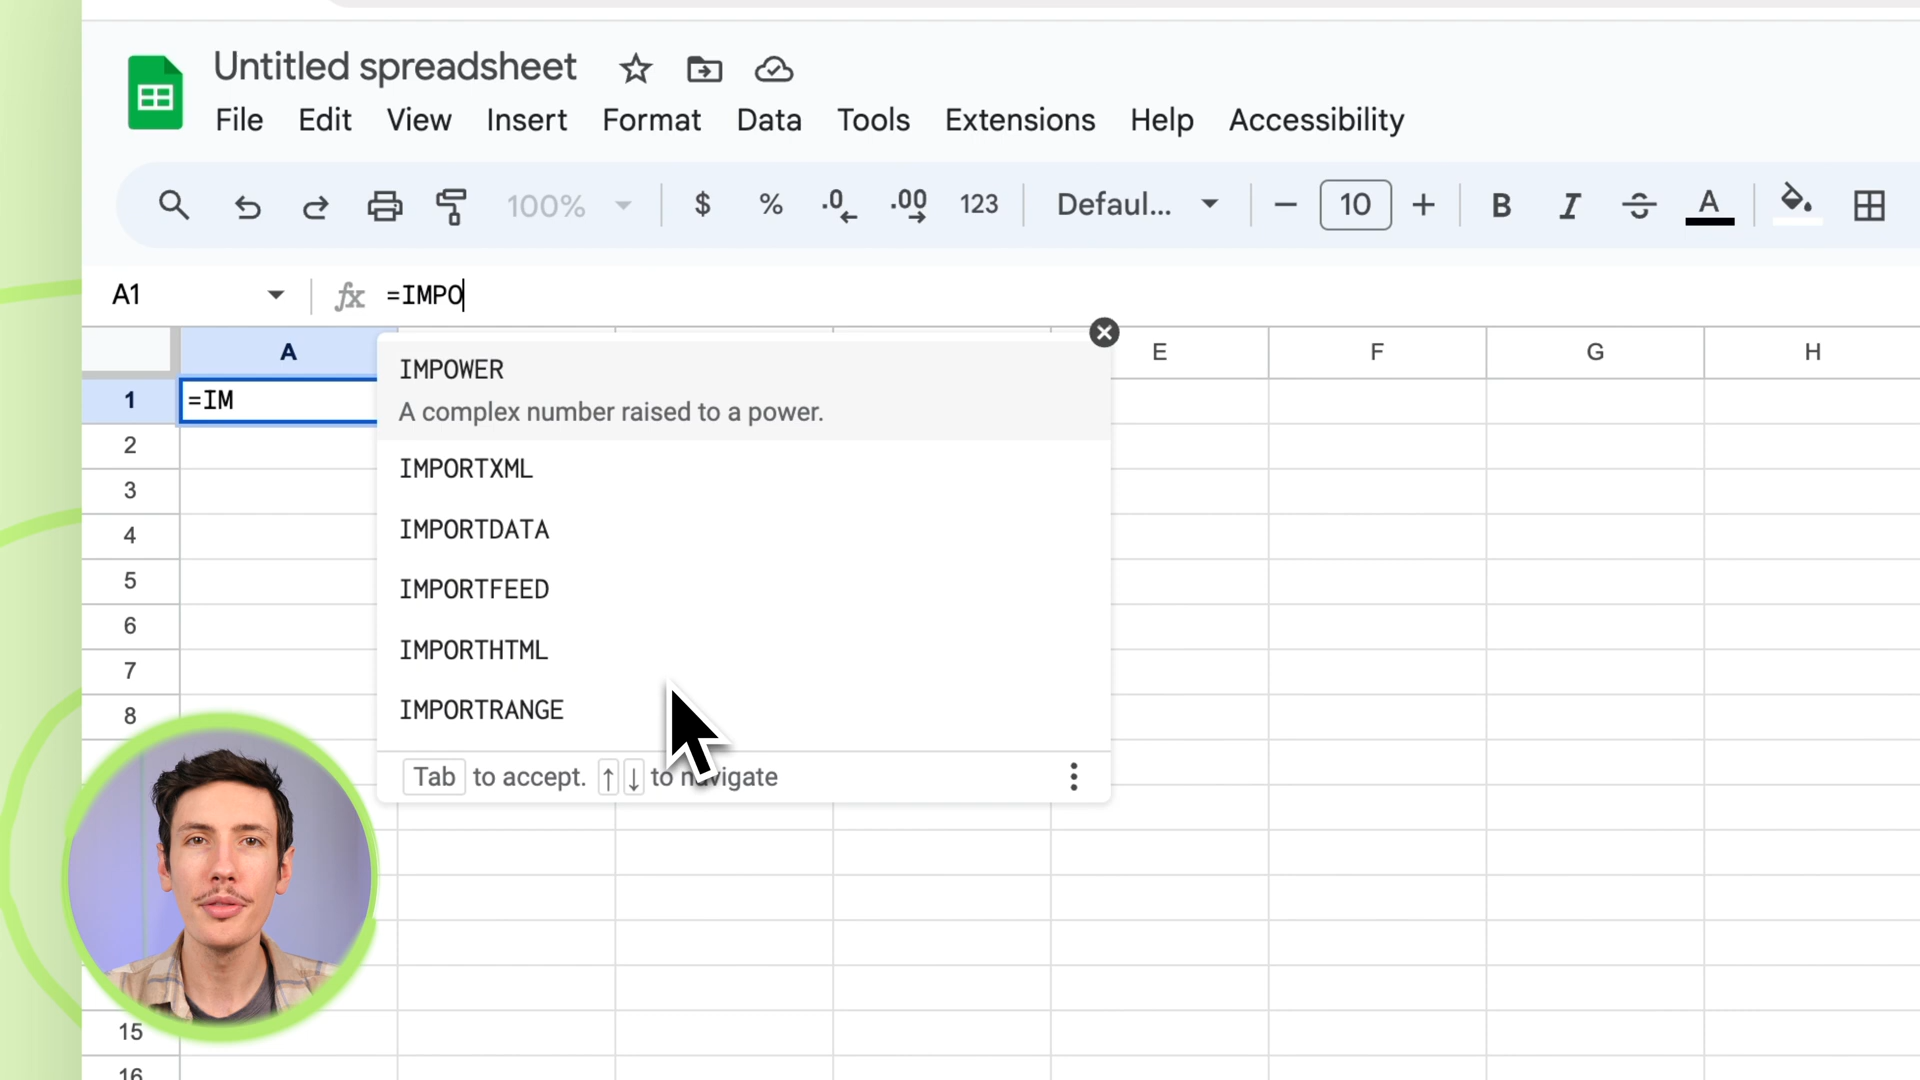 Untitled spreadsheet
File Edit View Insert Format Data Tools Extensions Help Accessibility
100% $ % .0 .00 123 Defaul... 10 B I S A
A1 fx =IMPO
A E F G H
1 =IM
IMPOWER
A complex number raised to a power.
2
IMPORTXML
3
4 IMPORTDATA
5
IMPORTFEED
6
IMPORTHTML
7
8 IMPORTRANGE
Tab to accept. ↑ ↓ to navigate
15
16